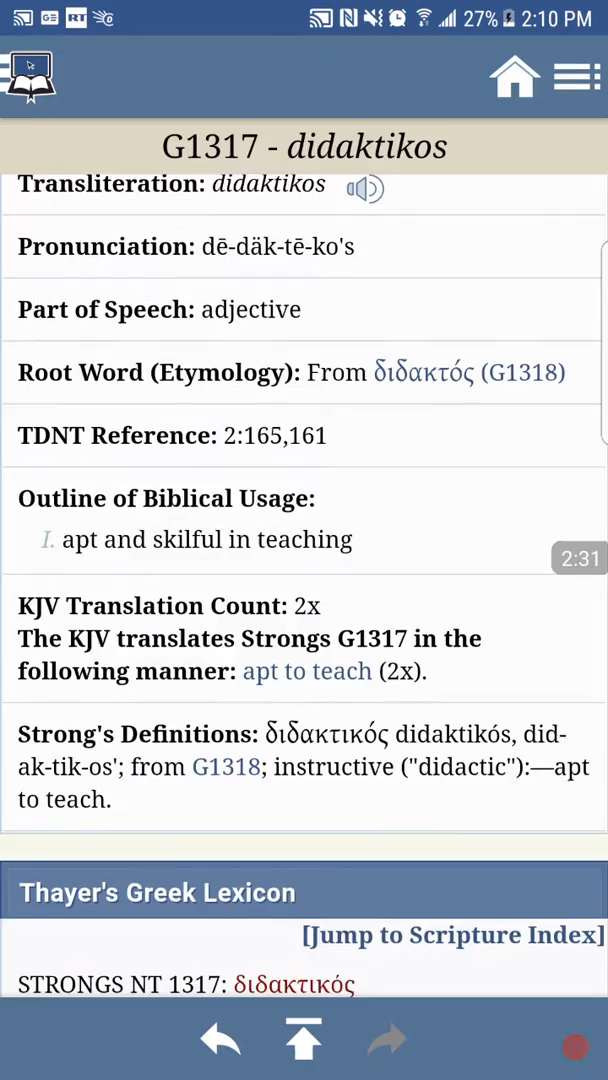 GE RT 27% 2:10 PM
G1317 - didaktikos
Transliteration: didaktikos
Pronunciation: dē-däk-tē-ko's
Part of Speech: adjective
Root Word (Etymology): From διδακτός (G1318)
TDNT Reference: 2:165,161
Outline of Biblical Usage:
I. apt and skilful in teaching
2:31
KJV Translation Count: 2x
The KJV translates Strongs G1317 in the
following manner: apt to teach (2x).
Strong's Definitions: διδακτικός didaktikós, did-
ak-tik-os'; from G1318; instructive ("didactic"):—apt
to teach.
Thayer's Greek Lexicon
[Jump to Scripture Index]
STRONGS NT 1317: διδακτικός